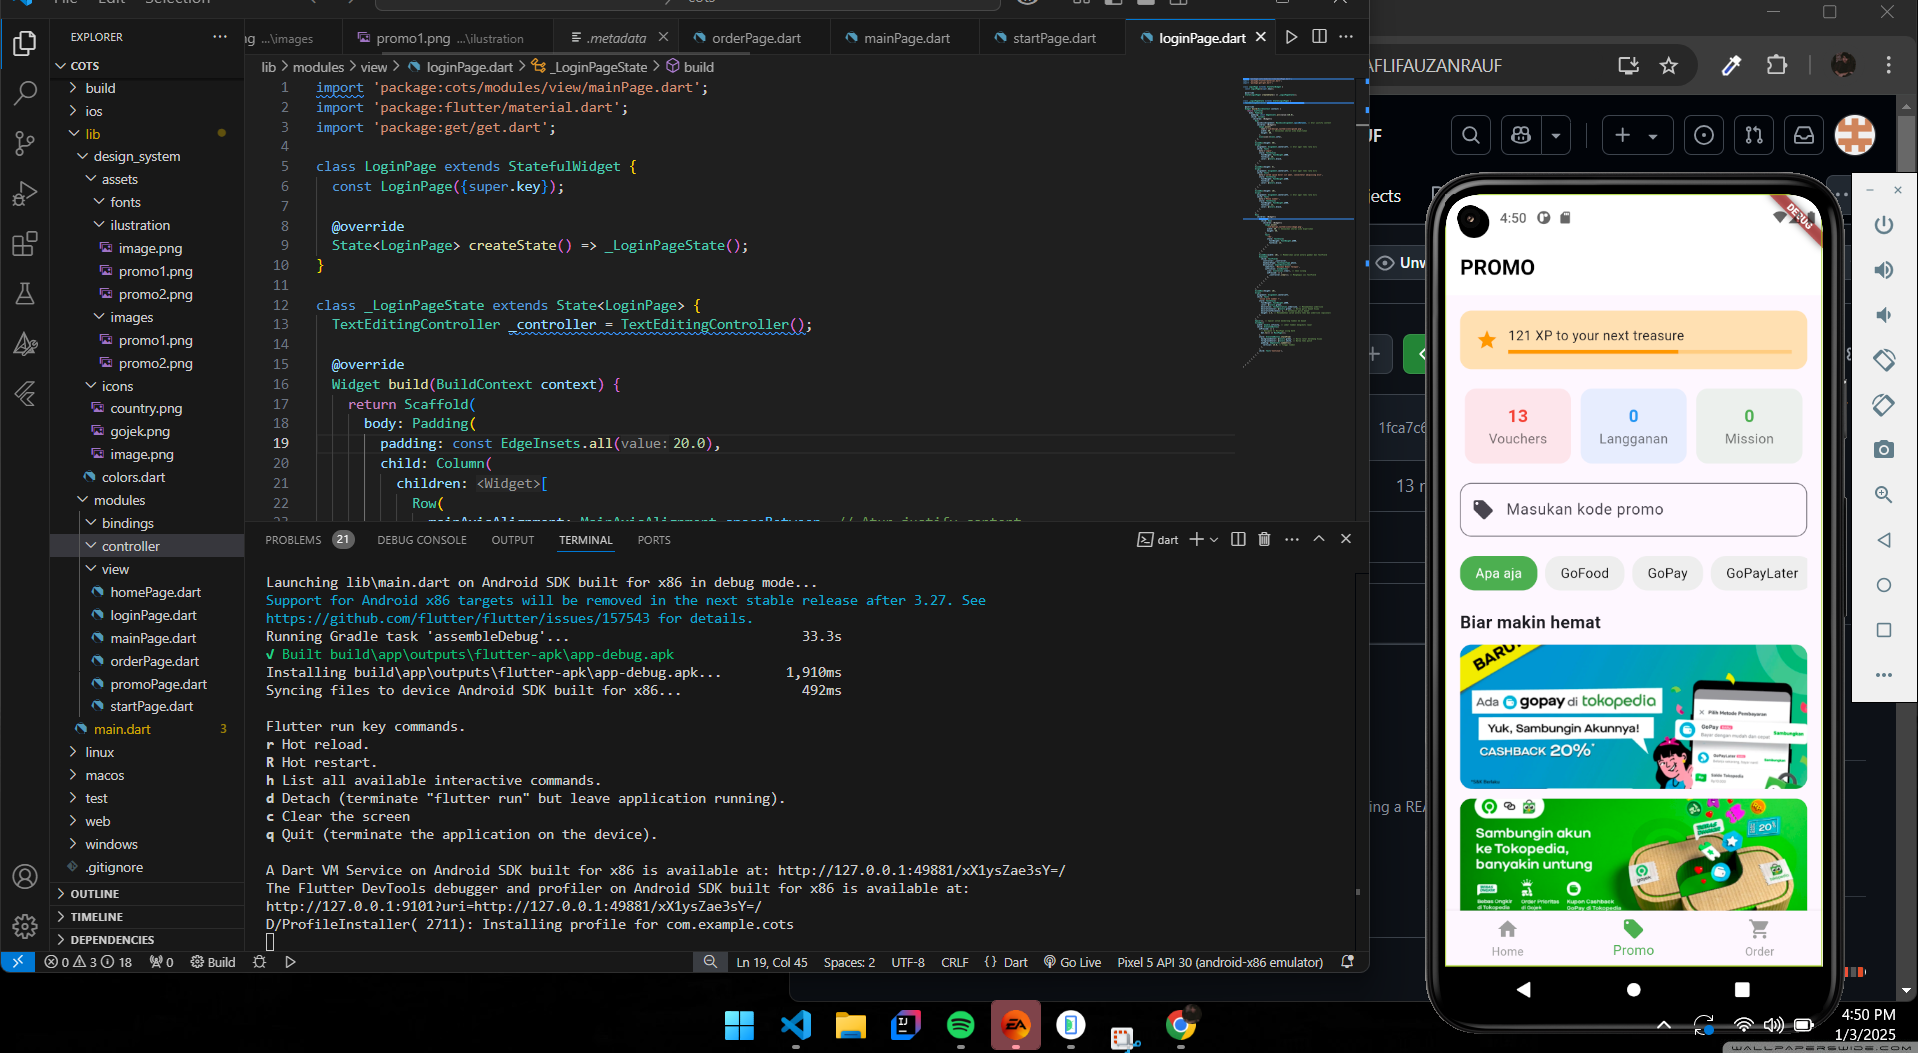 File Edit Selection
cots
EXPLORER
COTS
build
ios
lib
design_system
assets
fonts
ilustration
image.png
promo1.png
promo2.png
images
promo1.png
promo2.png
icons
country.png
gojek.png
image.png
colors.dart
modules
bindings
controller
view
homePage.dart
loginPage.dart
mainPage.dart
orderPage.dart
promoPage.dart
startPage.dart
main.dart 3
linux
macos
test
web
windows
.gitignore
OUTLINE
TIMELINE
DEPENDENCIES
ng ...\images
promo1.png ...\ilustration
.metadata
orderPage.dart
mainPage.dart
startPage.dart
loginPage.dart
lib > modules > view > loginPage.dart > _LoginPageState > build
1 import 'package:cots/modules/view/mainPage.dart';
2 import 'package:flutter/material.dart';
3 import 'package:get/get.dart';
4
5 class LoginPage extends StatefulWidget {
6 const LoginPage({super.key});
7
8 @override
9 State<LoginPage> createState() => _LoginPageState();
10 }
11
12 class _LoginPageState extends State<LoginPage> {
13 TextEditingController _controller = TextEditingController();
14
15 @override
16 Widget build(BuildContext context) {
17 return Scaffold(
18 body: Padding(
19 padding: const EdgeInsets.all(value: 20.0),
20 child: Column(
21 children: <Widget>[
22 Row(
PROBLEMS 21 DEBUG CONSOLE OUTPUT TERMINAL PORTS
dart
Launching lib\main.dart on Android SDK built for x86 in debug mode...
Support for Android x86 targets will be removed in the next stable release after 3.27. See
https://github.com/flutter/flutter/issues/157543 for details.
Running Gradle task 'assembleDebug'... 33.3s
√ Built build\app\outputs\flutter-apk\app-debug.apk
Installing build\app\outputs\flutter-apk\app-debug.apk... 1,910ms
Syncing files to device Android SDK built for x86... 492ms
Flutter run key commands.
r Hot reload.
R Hot restart.
h List all available interactive commands.
d Detach (terminate "flutter run" but leave application running).
c Clear the screen
q Quit (terminate the application on the device).
A Dart VM Service on Android SDK built for x86 is available at: http://127.0.0.1:49881/xX1ysZae3sY=/
The Flutter DevTools debugger and profiler on Android SDK built for x86 is available at:
http://127.0.0.1:9101?uri=http://127.0.0.1:49881/xX1ysZae3sY=/
D/ProfileInstaller( 2711): Installing profile for com.example.cots
0 3 18 0 Build
Ln 19, Col 45 Spaces: 2 UTF-8 CRLF {} Dart Go Live Pixel 5 API 30 (android-x86 emulator)
AFLIFAUZANRAUF
UF
jects
Unw
1fca7c6
13
ing a REA
4:50
DEBUG
PROMO
121 XP to your next treasure
13
Vouchers
0
Langganan
0
Mission
Masukan kode promo
Apa aja
GoFood
GoPay
GoPayLater
Biar makin hemat
BARU
Ada gopay di tokopedia
Yuk, Sambungin Akunnya!
CASHBACK 20%*
Pilih Metode Pembayaran
GoPay
Sambungin akun
ke Tokopedia,
banyakin untung
20%
Home
Promo
Order
4:50 PM
1/3/2025